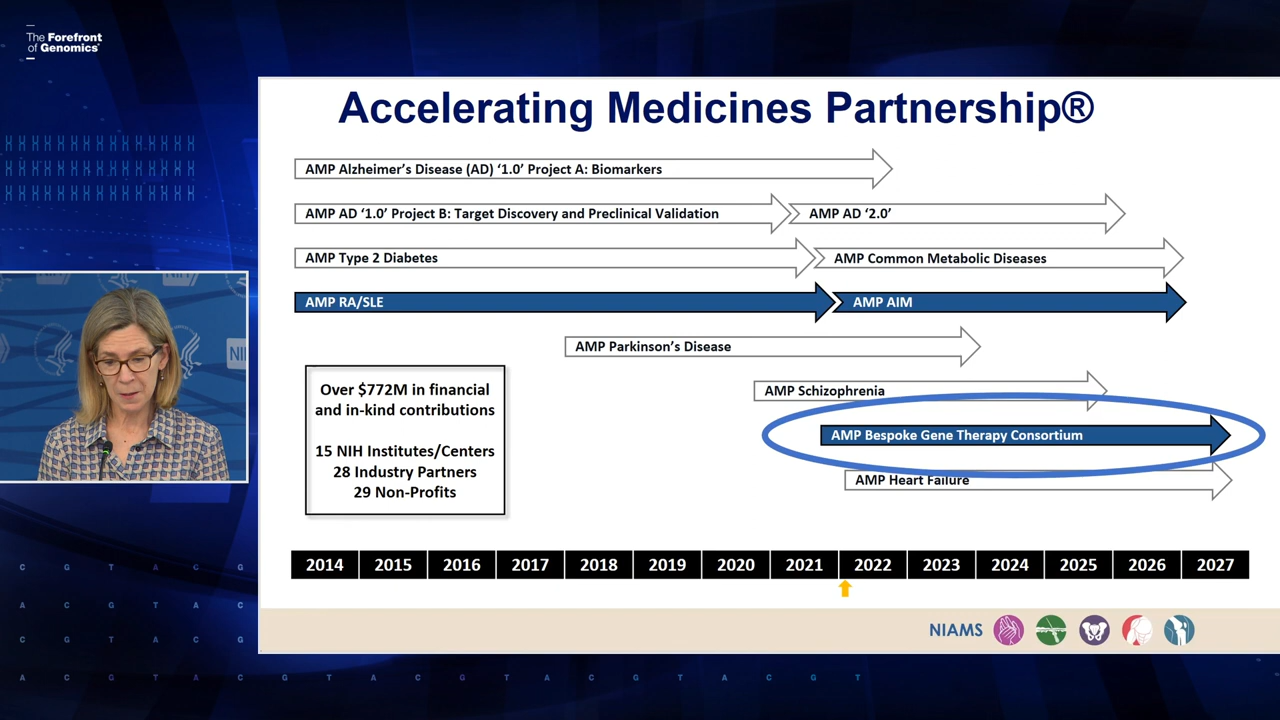 The Forefront
of Genomics®
Accelerating Medicines Partnership®
AMP Alzheimer's Disease (AD) '1.0' Project A: Biomarkers
AMP AD '1.0' Project B: Target Discovery and Preclinical Validation
AMP AD '2.0'
AMP Type 2 Diabetes
AMP Common Metabolic Diseases
AMP RA/SLE
AMP AIM
AMP Parkinson's Disease
AMP Schizophrenia
AMP Bespoke Gene Therapy Consortium
AMP Heart Failure
Over $772M in financial
and in-kind contributions
15 NIH Institutes/Centers
28 Industry Partners
29 Non-Profits
2014 2015 2016 2017 2018 2019 2020 2021 2022 2023 2024 2025 2026 2027
NIAMS
NIH
C G T A C G
A C G T A C
C G T A C G
A C G T A C G T A C G T A C G T A C G T